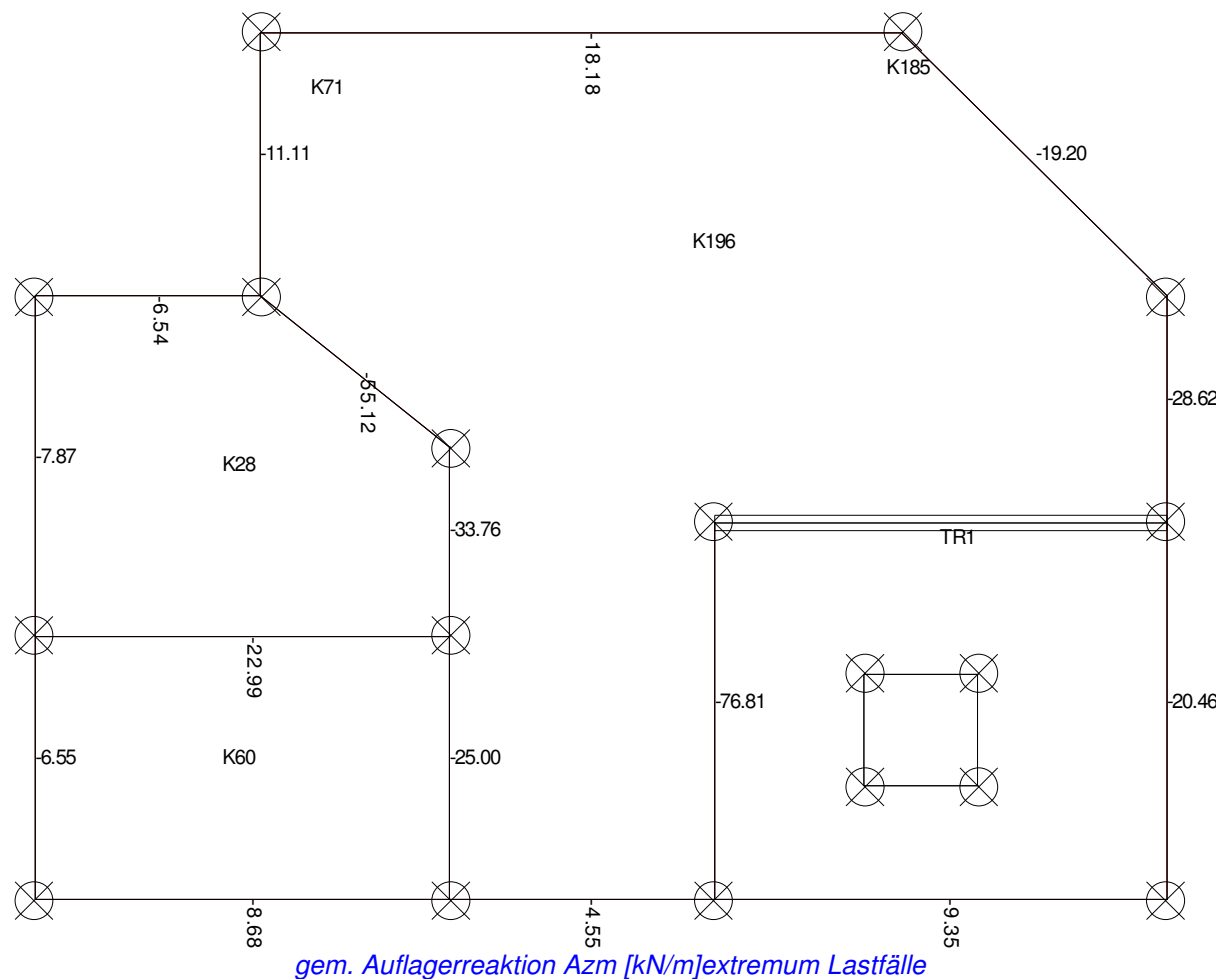 -18.18
K185
K71
-11.11
-19.20
K196
-6.54
-55.12
-28.62
-7.87
K28
-33.76
TR1
-22.99
-76.81
-20.46
-6.55
K60
-25.00
-8.68
-4.55
-9.35
gem. Auflagerreaktion Azm [kN/m]extremum Lastfälle